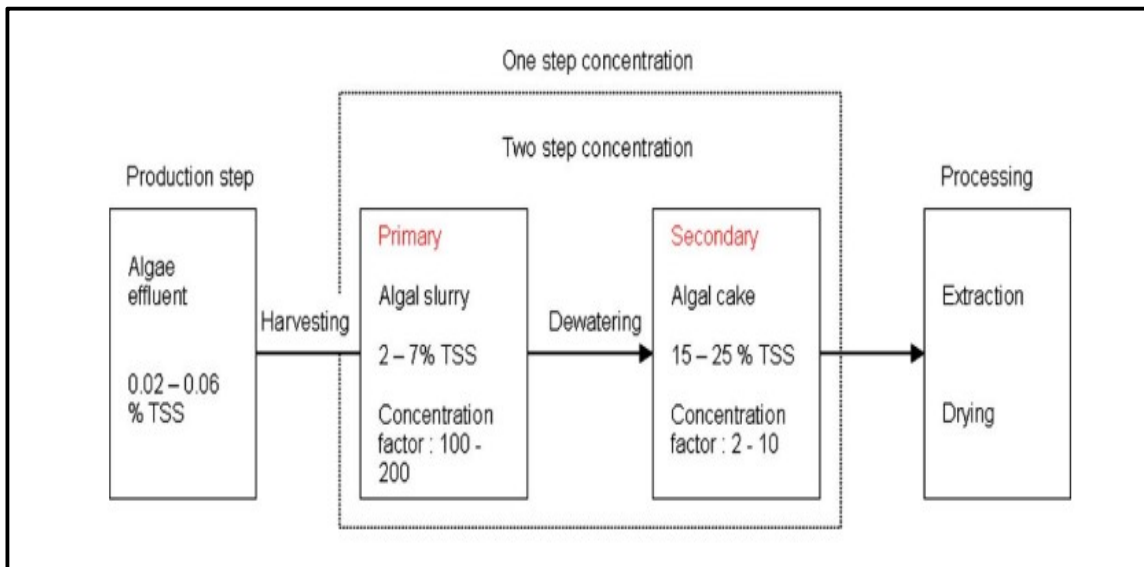 One step concentration
Two step concentration
Production step
Processing
Algae
effluent
0.02 – 0.06
% TSS
Harvesting
Primary
Algal slurry
2 – 7% TSS
Concentration
factor : 100 -
200
Dewatering
Secondary
Algal cake
15 – 25 % TSS
Concentration
factor : 2 - 10
Extraction
Drying